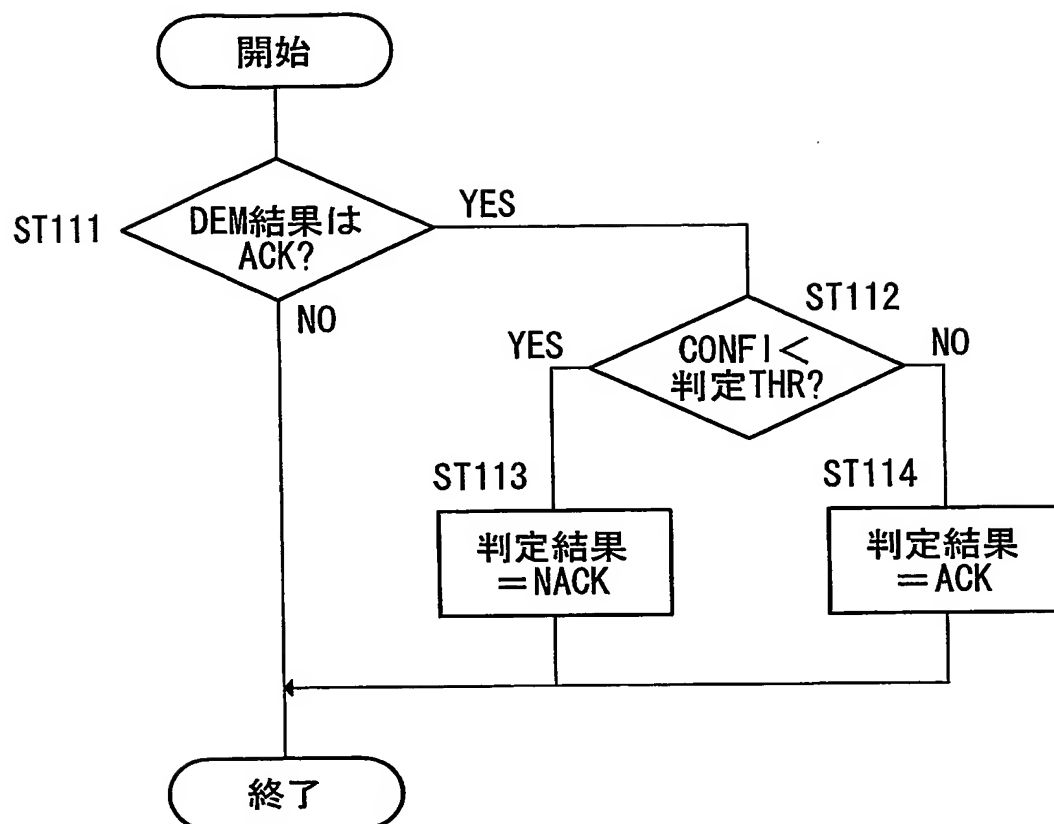 開始
ST111
DEM結果は
ACK?
YES
NO
ST112
YES
CONFI<
判定THR?
NO
ST113
判定結果
=NACK
ST114
判定結果
=ACK
終了